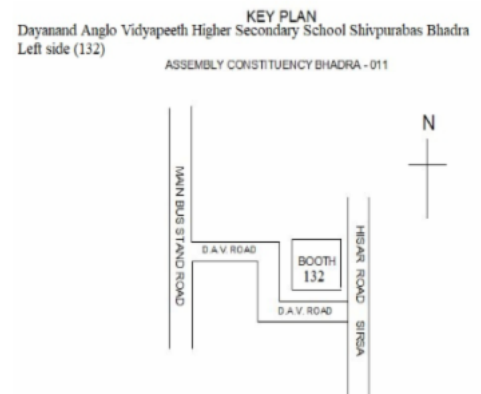 KEY PLAN
Dayanand Anglo Vidyapeeth Higher Secondary School Shivpurabas Bhadra
Left side (132)
ASSEMBLY CONSTITUENCY BHADRA - 011
N
MAIN BUS STAND ROAD
D.A.V. ROAD
BOOTH
132
D.A.V. ROAD
HISAR ROAD SIRSA